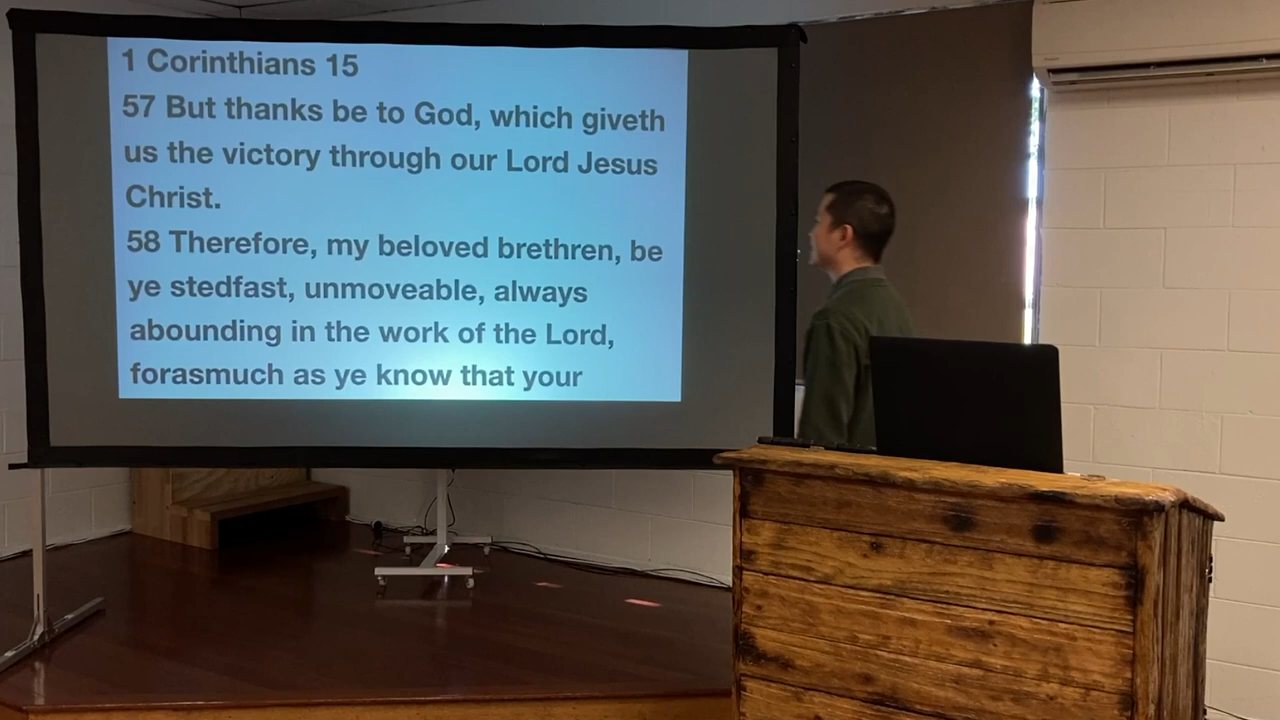 1 Corinthians 15
57 But thanks be to God, which giveth
us the victory through our Lord Jesus
Christ.
58 Therefore, my beloved brethren, be
ye stedfast, unmoveable, always
abounding in the work of the Lord,
forasmuch as ye know that your